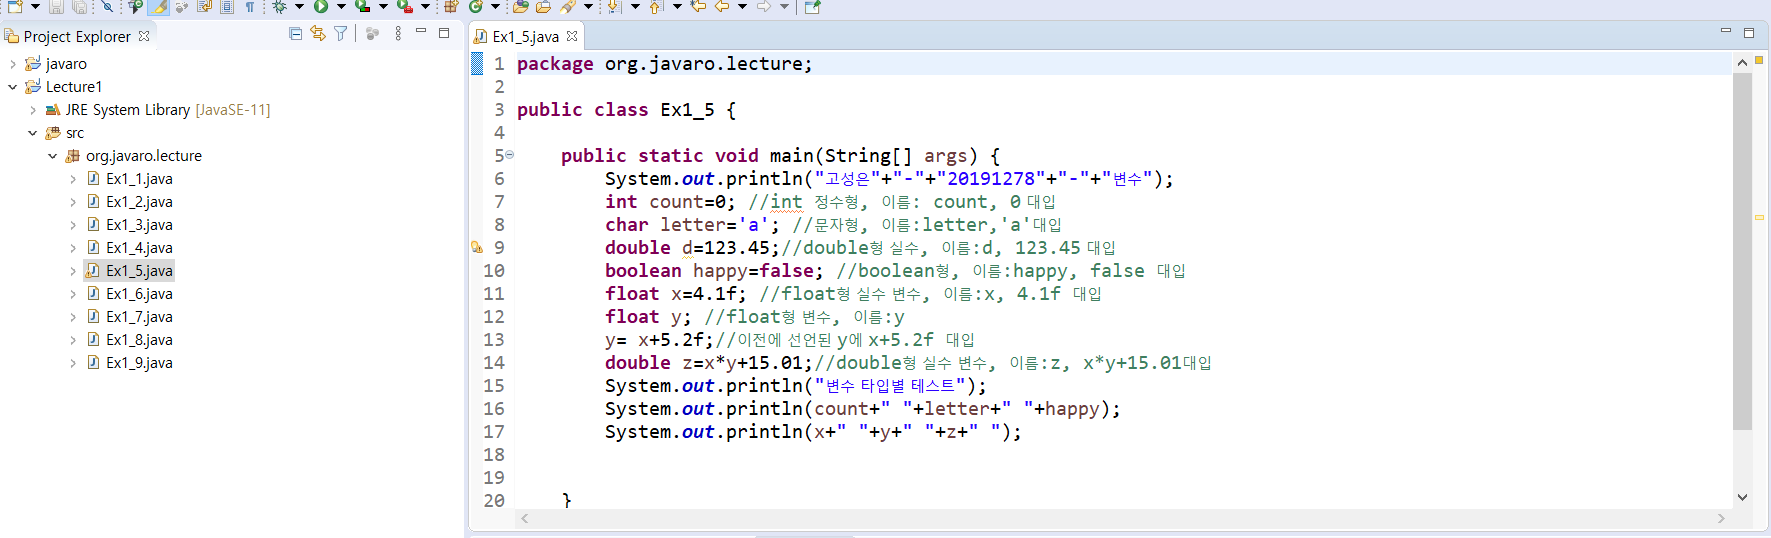 Project Explorer
javaro
Lecture1
JRE System Library [JavaSE-11]
src
org.javaro.lecture
Ex1_1.java
Ex1_2.java
Ex1_3.java
Ex1_4.java
Ex1_5.java
Ex1_6.java
Ex1_7.java
Ex1_8.java
Ex1_9.java
Ex1_5.java
1 package org.javaro.lecture;
2
3 public class Ex1_5 {
4
5 public static void main(String[] args) {
6 System.out.println("고성은"+"-"+"20191278"+"-"+"변수");
7 int count=0; //int 정수형, 이름: count, 0 대입
8 char letter='a'; //문자형, 이름:letter,'a'대입
9 double d=123.45;//double형 실수, 이름:d, 123.45 대입
10 boolean happy=false; //boolean형, 이름:happy, false 대입
11 float x=4.1f; //float형 실수 변수, 이름:x, 4.1f 대입
12 float y; //float형 변수, 이름:y
13 y= x+5.2f;//이전에 선언된 y에 x+5.2f 대입
14 double z=x*y+15.01;//double형 실수 변수, 이름:z, x*y+15.01대입
15 System.out.println("변수 타입별 테스트");
16 System.out.println(count+" "+letter+" "+happy);
17 System.out.println(x+" "+y+" "+z+" ");
18
19
20 }